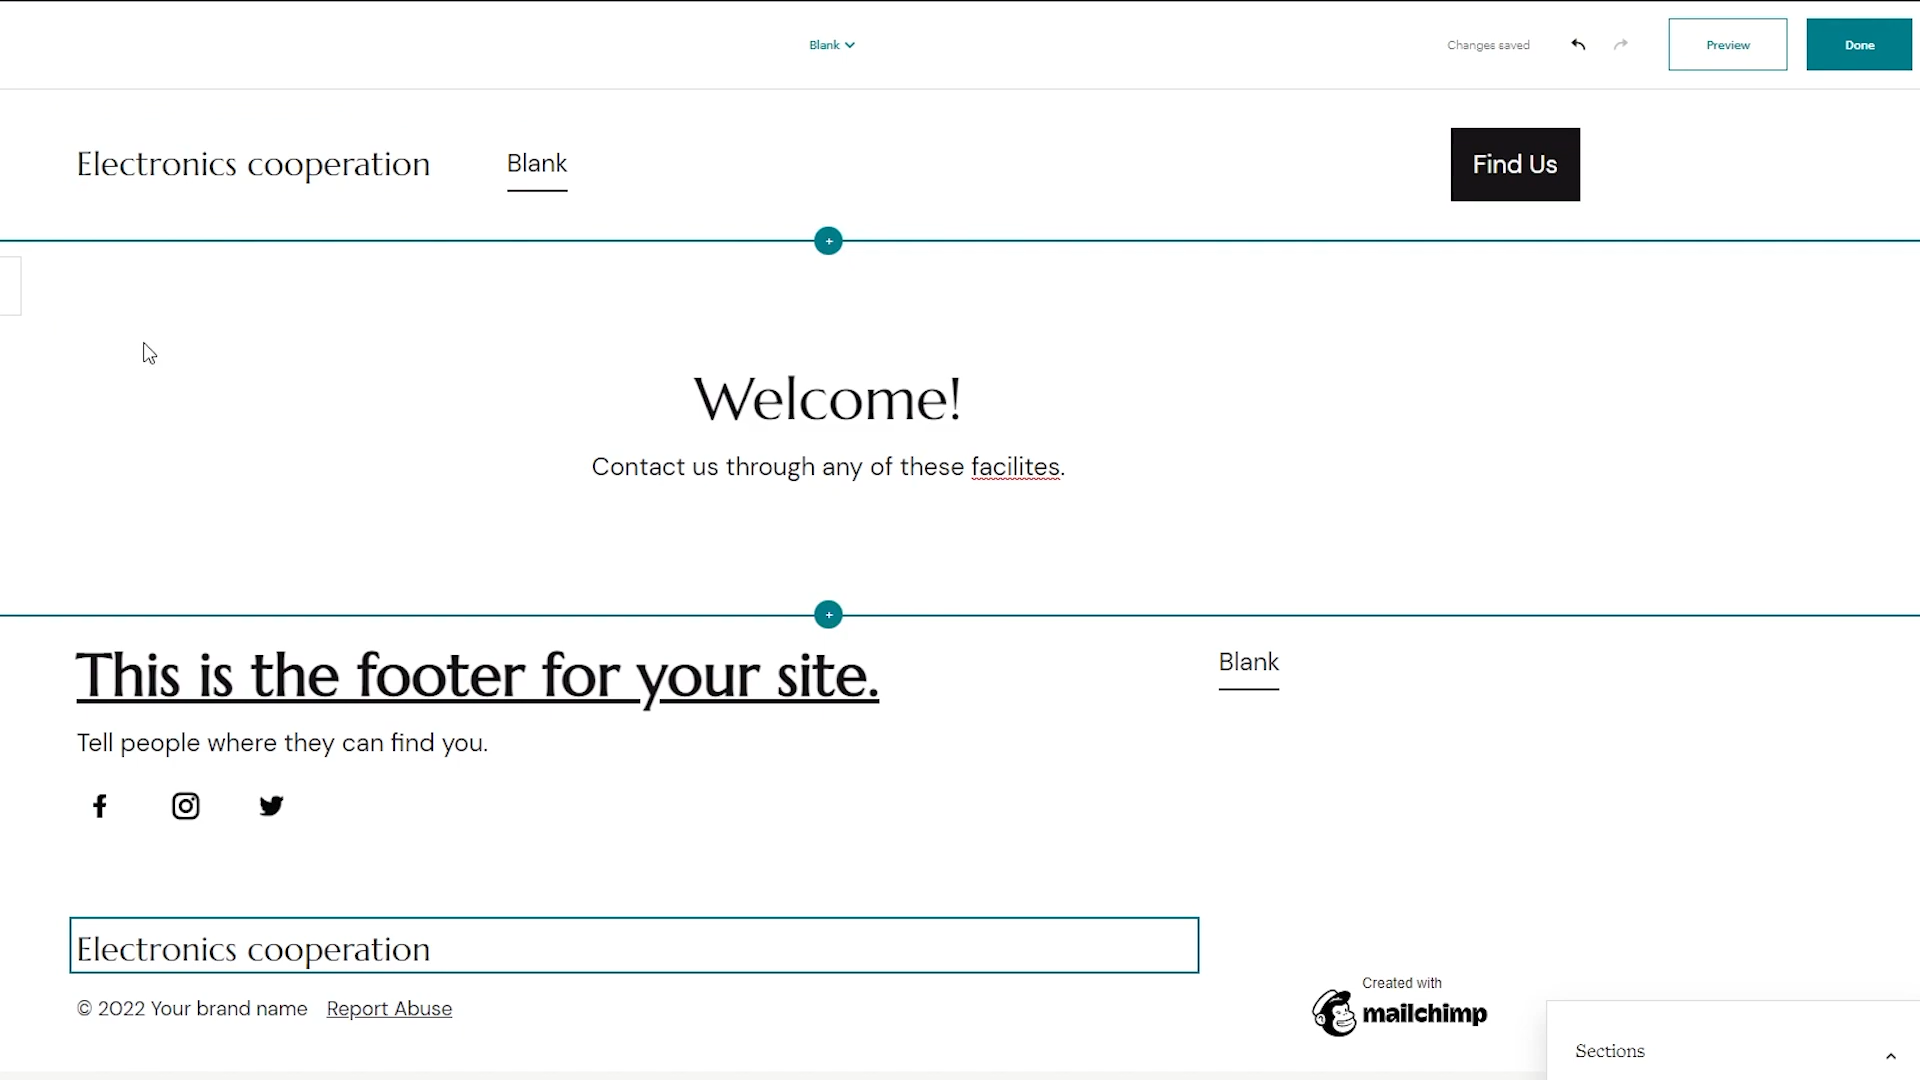 Blank
Changes saved
Preview
Done
Electronics cooperation
Blank
Find Us
+
Welcome!
Contact us through any of these facilites.
+
This is the footer for your site.
Blank
Tell people where they can find you.
Electronics cooperation
© 2022 Your brand name Report Abuse
Created with
mailchimp
Sections